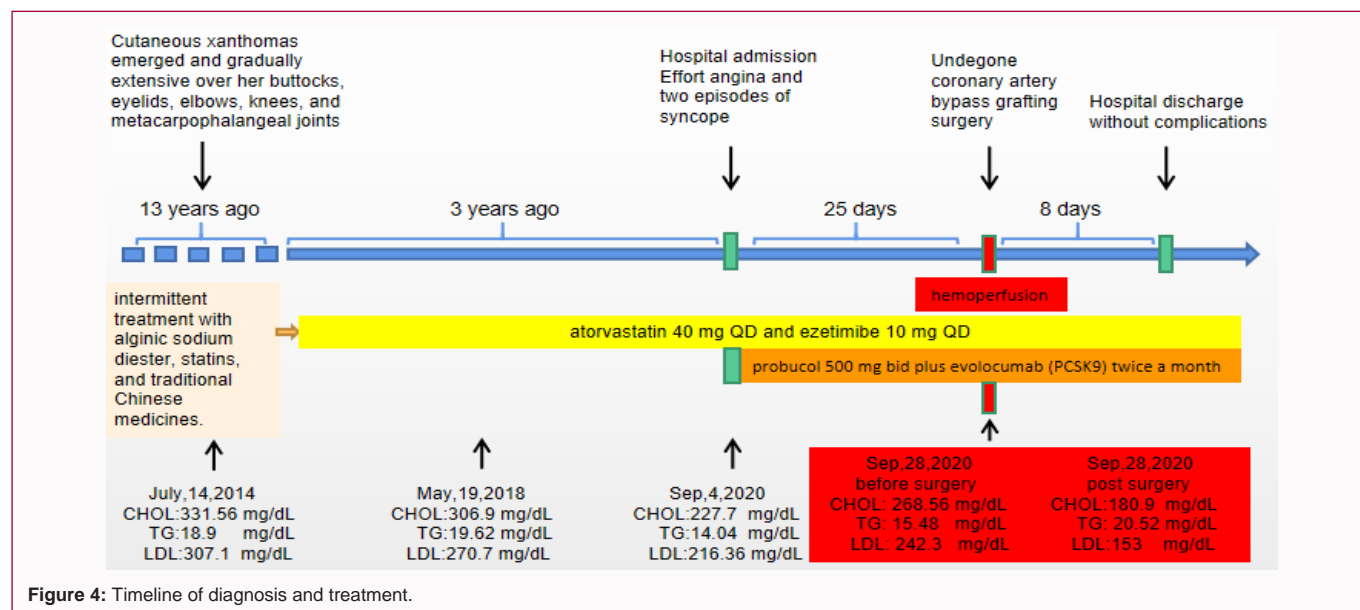 Cutaneous xanthomas
emerged and gradually
extensive over her buttocks,
eyelids, elbows, knees, and
metacarpophalangeal joints
Hospital admission
Effort angina and
two episodes of
syncope
Undegone
coronary artery
bypass grafting
surgery
Hospital discharge
without complications
13 years ago
3 years ago
25 days
8 days
hemoperfusion
intermittent
treatment with
alginic sodium
diester, statins,
and traditional
Chinese
medicines.
atorvastatin 40 mg QD and ezetimibe 10 mg QD
probucol 500 mg bid plus evolocumab (PCSK9) twice a month
July,14,2014
CHOL:331.56 mg/dL
TG:18.9 mg/dL
LDL:307.1 mg/dL
May,19,2018
CHOL:306.9 mg/dL
TG:19.62 mg/dL
LDL:270.7 mg/dL
Sep,4,2020
CHOL:227.7 mg/dL
TG:14.04 mg/dL
LDL:216.36 mg/dL
Sep,28,2020
before surgery
CHOL: 268.56 mg/dL
TG: 15.48 mg/dL
LDL: 242.3 mg/dL
Sep,28,2020
post surgery
CHOL:180.9 mg/dL
TG: 20.52 mg/dL
LDL:153 mg/dL
Figure 4: Timeline of diagnosis and treatment.